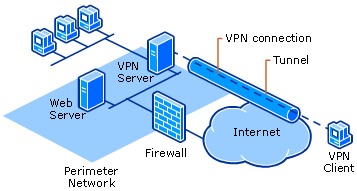 VPN connection
Tunnel
VPN
Server
Web
Server
Internet
Firewall
VPN
Client
Perimeter
Network